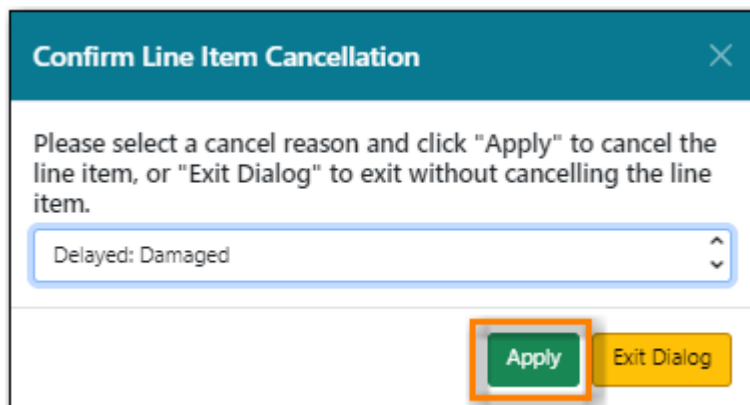 Confirm Line Item Cancellation
Please select a cancel reason and click "Apply" to cancel the
line item, or "Exit Dialog" to exit without cancelling the line
item.
Delayed: Damaged
Apply
Exit Dialog